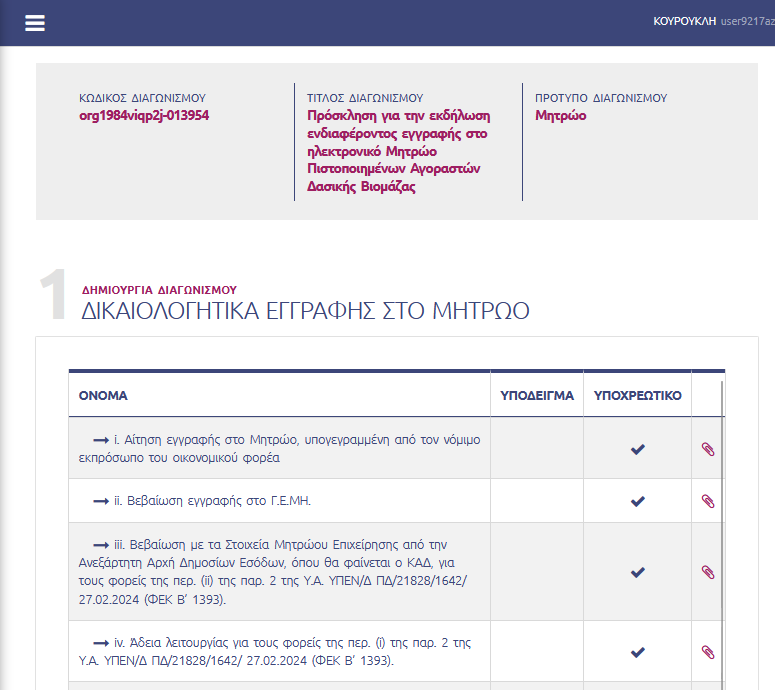 ΚΟΥΡΟΥΚΛΗ user9217az
ΚΩΔΙΚΟΣ ΔΙΑΓΩΝΙΣΜΟΥ
org1984viqp2j-013954
ΤΙΤΛΟΣ ΔΙΑΓΩΝΙΣΜΟΥ
Πρόσκληση για την εκδήλωση
ενδιαφέροντος εγγραφής στο
ηλεκτρονικό Μητρώο
Πιστοποιημένων Αγοραστών
Δασικής Βιομάζας
ΠΡΟΤΥΠΟ ΔΙΑΓΩΝΙΣΜΟΥ
Μητρώο
1
ΔΗΜΙΟΥΡΓΙΑ ΔΙΑΓΩΝΙΣΜΟΥ
ΔΙΚΑΙΟΛΟΓΗΤΙΚΑ ΕΓΓΡΑΦΗΣ ΣΤΟ ΜΗΤΡΩΟ
ΟΝΟΜΑ ΥΠΟΔΕΙΓΜΑ ΥΠΟΧΡΕΩΤΙΚΟ
i. Αίτηση εγγραφής στο Μητρώο, υπογεγραμμένη από τον νόμιμο
εκπρόσωπο του οικονομικού φορέα
ii. Βεβαίωση εγγραφής στο Γ.Ε.ΜΗ.
iii. Βεβαίωση με τα Στοιχεία Μητρώου Επιχείρησης από την
Ανεξάρτητη Αρχή Δημοσίων Εσόδων, όπου θα φαίνεται ο ΚΑΔ, για
τους φορείς της περ. (ii) της παρ. 2 της Υ.Α. ΥΠΕΝ/Δ ΠΔ/21828/1642/
27.02.2024 (ΦΕΚ Β’ 1393).
iv. Άδεια λειτουργίας για τους φορείς της περ. (i) της παρ. 2 της
Υ.Α. ΥΠΕΝ/Δ ΠΔ/21828/1642/ 27.02.2024 (ΦΕΚ Β’ 1393).